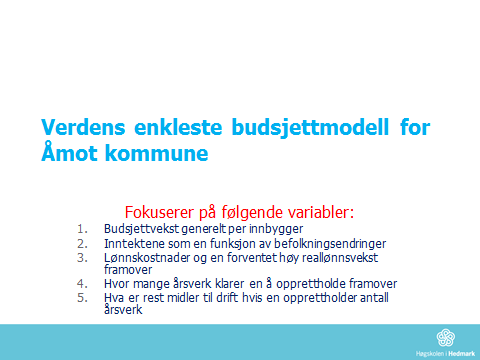 Verdens enkleste budsjettmodell for
Åmot kommune
Fokuserer på følgende variabler:
1. Budsjettvekst generelt per innbygger
2. Inntektene som en funksjon av befolkningsendringer
3. Lønnskostnader og en forventet høy reallønnsvekst
framover
4. Hvor mange årsverk klarer en å opprettholde framover
5. Hva er rest midler til drift hvis en opprettholder antall
årsverk
Høgskolen i Hedmark